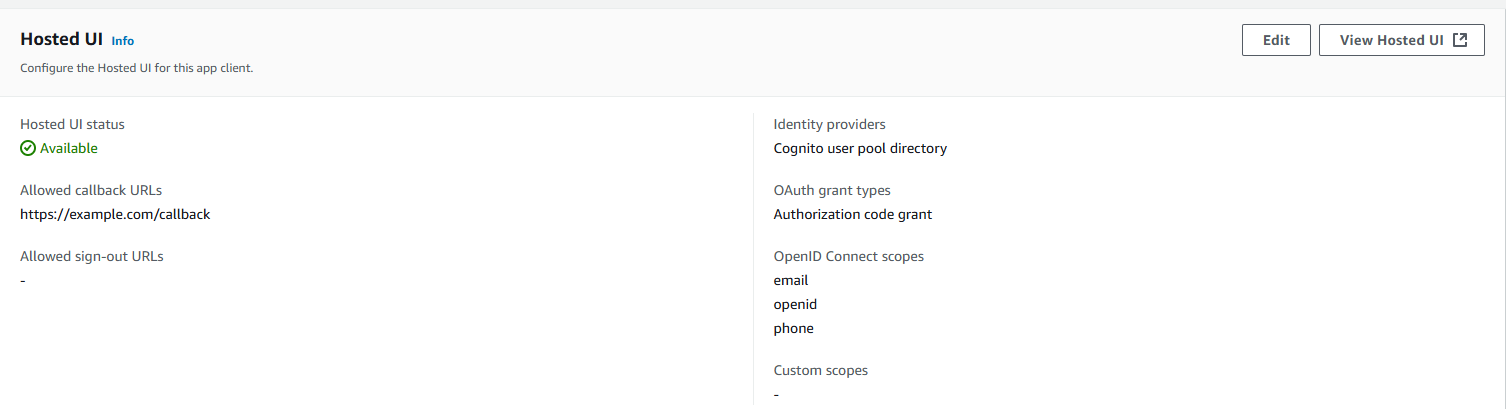 Hosted UI Info
Edit
View Hosted UI
Configure the Hosted UI for this app client.
Hosted UI status
Available
Allowed callback URLs
https://example.com/callback
Allowed sign-out URLs
-
Identity providers
Cognito user pool directory
OAuth grant types
Authorization code grant
OpenID Connect scopes
email
openid
phone
Custom scopes
-